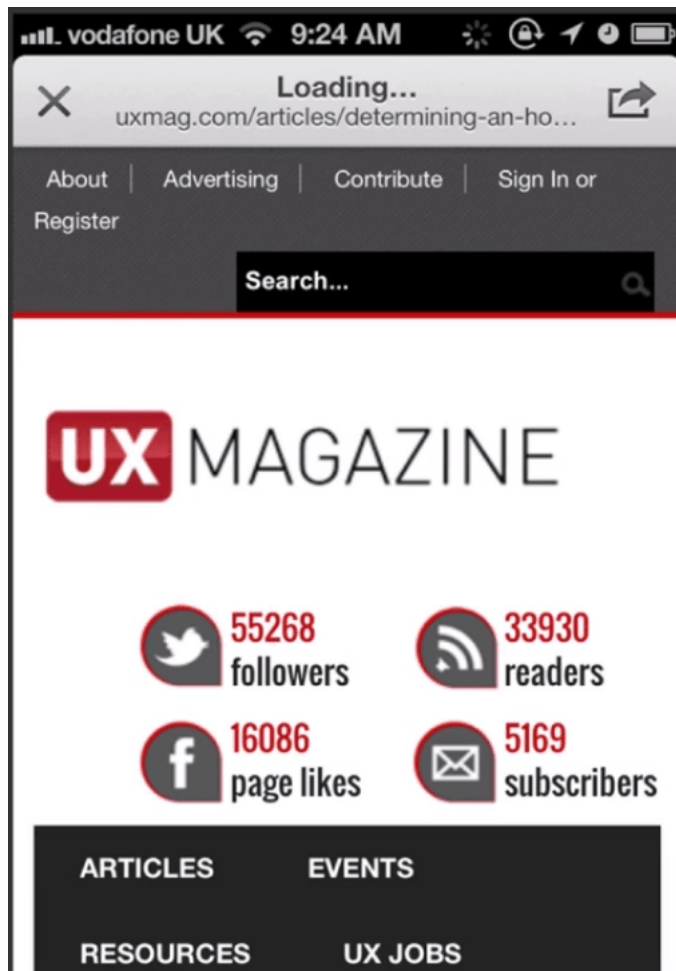 vodafone UK 9:24 AM
Loading...
uxmag.com/articles/determining-an-ho...
About Advertising Contribute Sign In or
Register
Search...
UX MAGAZINE
55268 33930
followers readers
16086 5169
page likes subscribers
ARTICLES EVENTS
RESOURCES UX JOBS